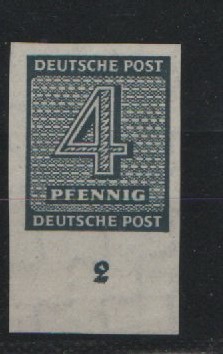 DEUTSCHE POST
4
PFENNIG
DEUTSCHE POST
2